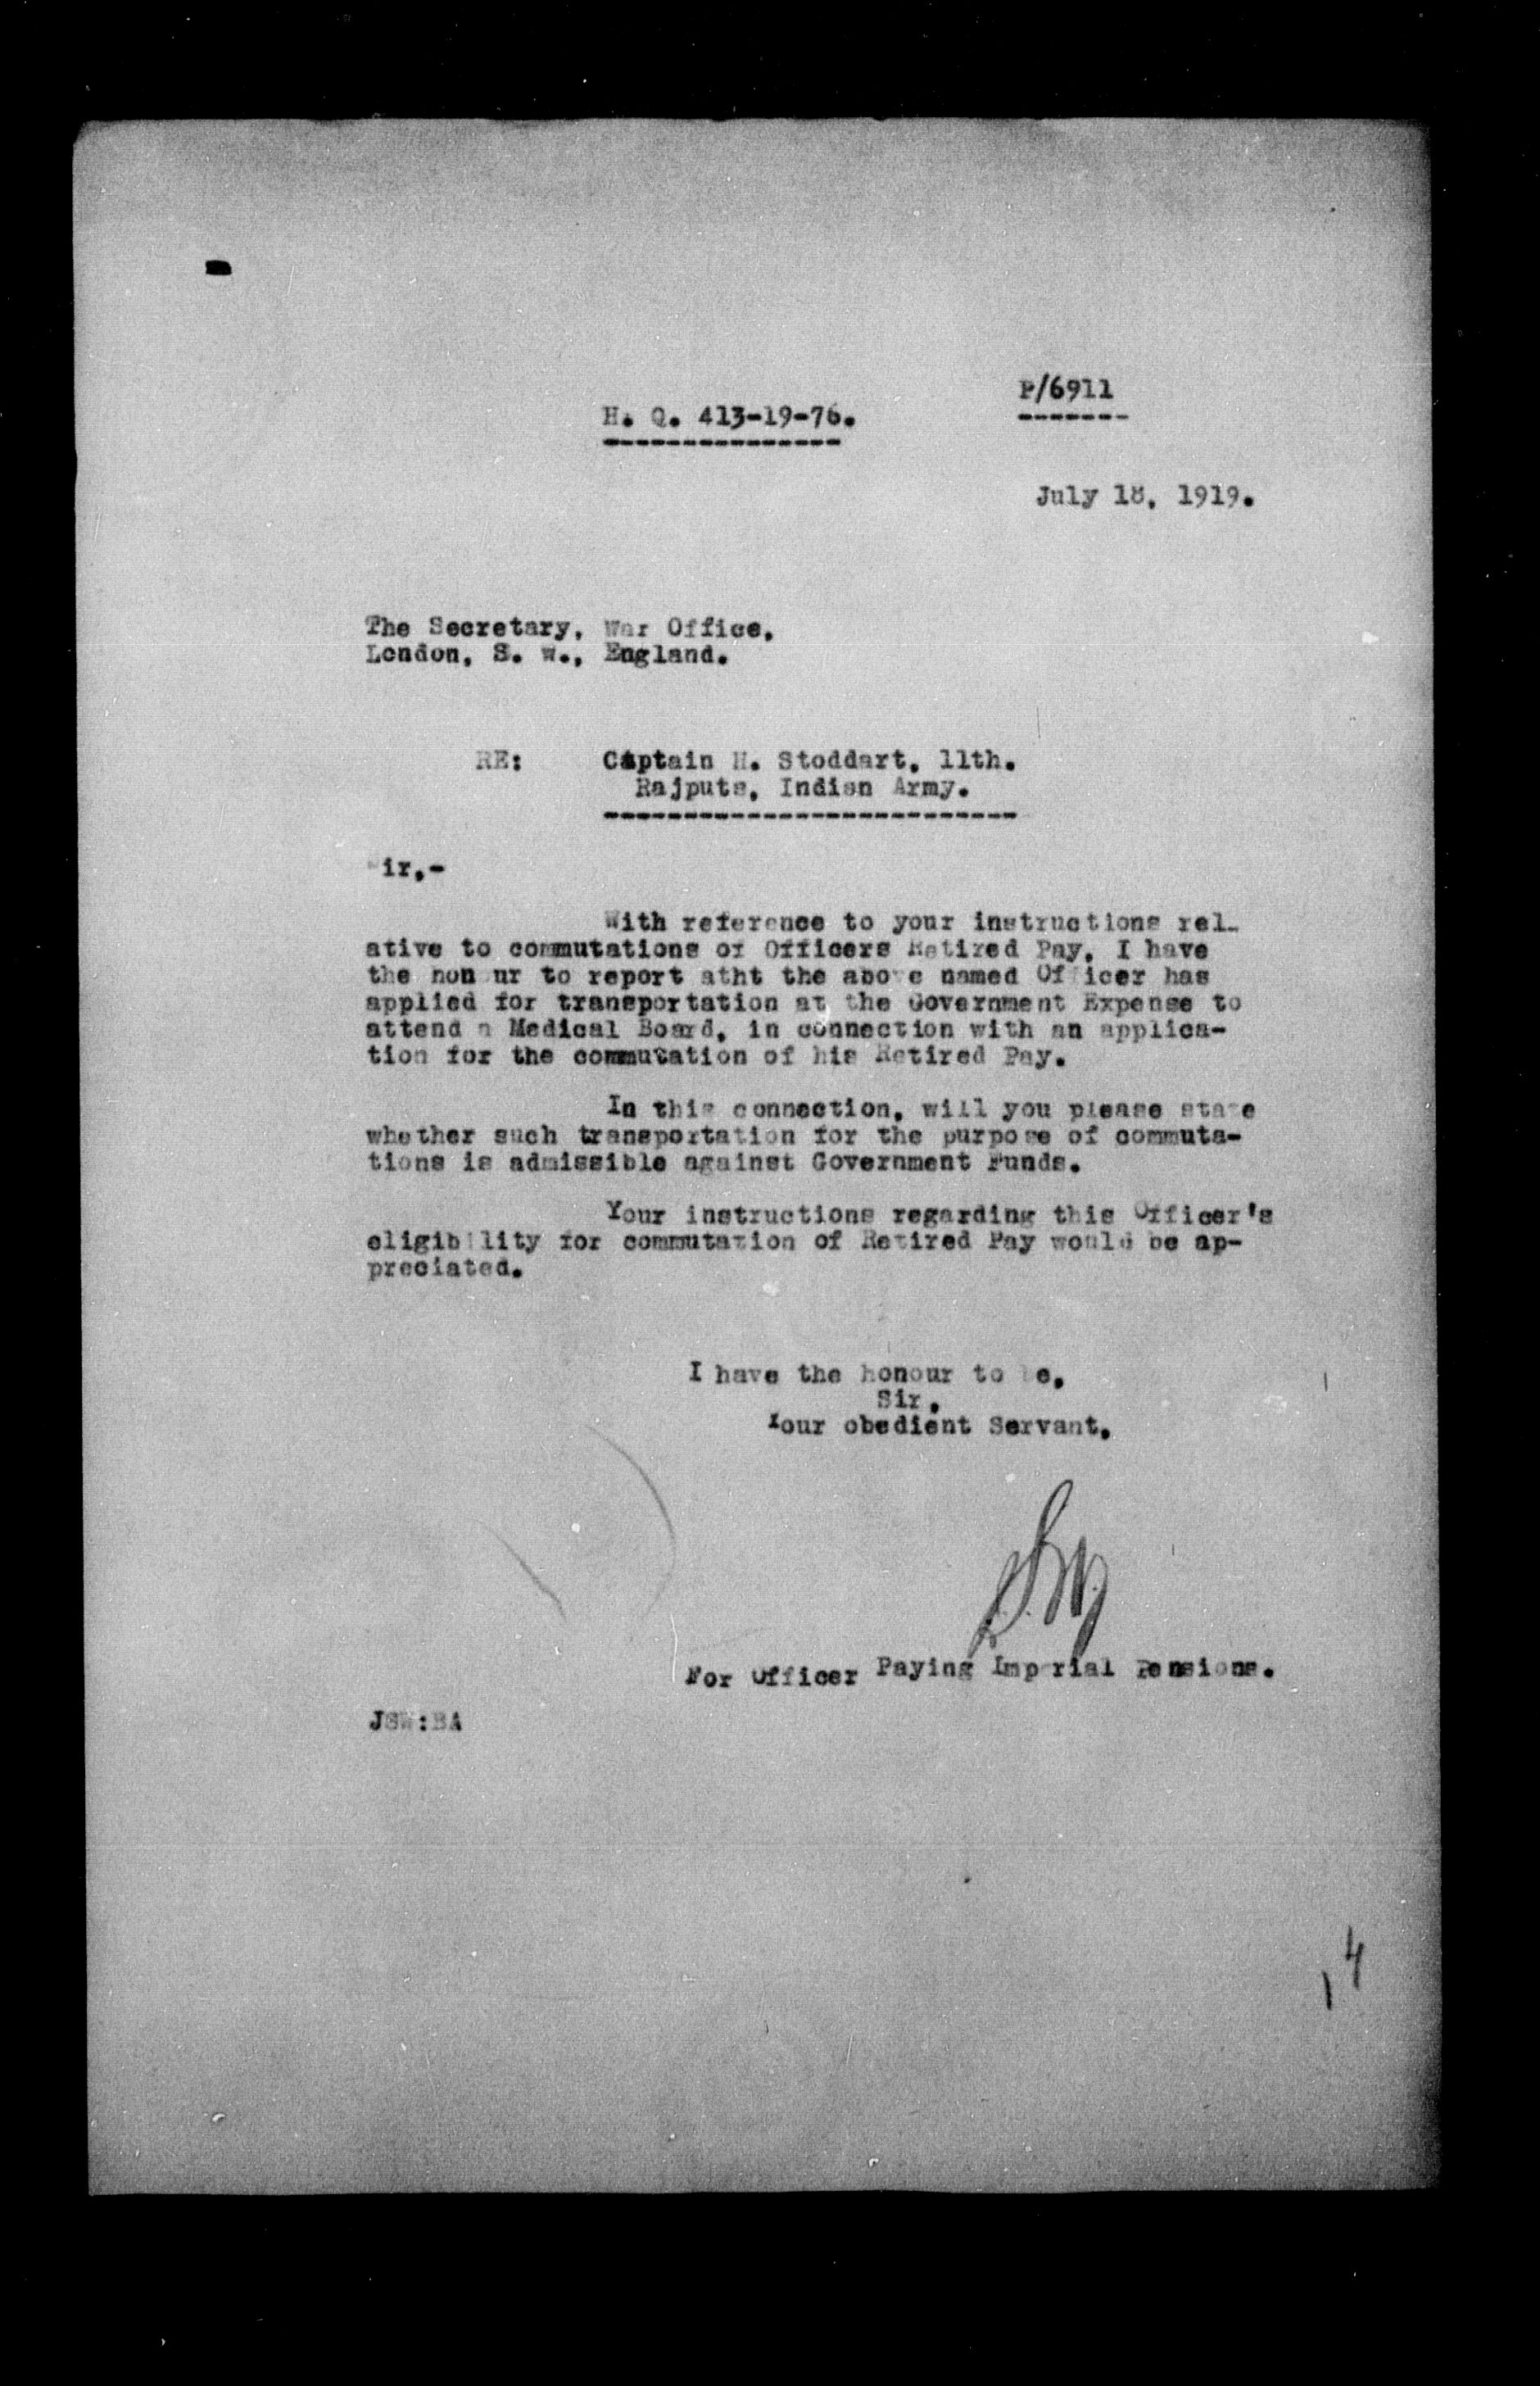 P/6911
H. Q. 413-19-76.
July 18, 1919.
The Secretary, War Office,
London, S. W., England.
RE: Captain H. Stoddart, 11th.
Rajputs, Indian Army.
Sir,-
With reference to your instructions rel-
ative to commutations of Officers Retired Pay, I have
the honour to report atht the above named Officer has
applied for transportation at the Government Expense to
attend a Medical Board, in connection with an applica-
tion for the commutation of his Retired Pay.
In this connection, will you please state
whether such transportation for the purpose of commuta-
tions is admissible against Government Funds.
Your instructions regarding this Officer's
eligibility for commutation of Retired Pay would be ap-
preciated.
I have the honour to be,
Sir,
Your obedient Servant,
For Officer Paying Imperial Pensions.
JSW:BA
14